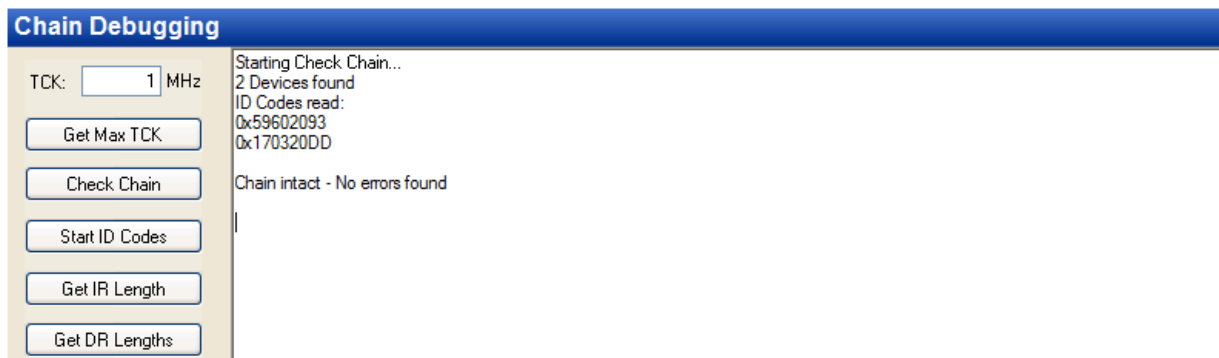 Chain Debugging
TCK: 1 MHz
Get Max TCK
Check Chain
Start ID Codes
Get IR Length
Get DR Lengths
Starting Check Chain...
2 Devices found
ID Codes read:
0x59602093
0x170320DD
Chain intact - No errors found